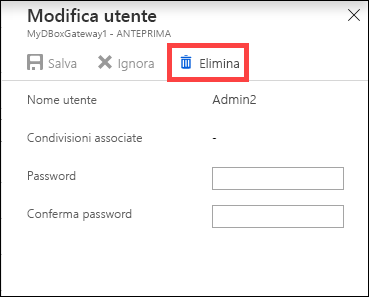 Modifica utente
MyDBoxGateway1 - ANTEPRIMA
Salva Ignora Elimina
Nome utente Admin2
Condivisioni associate -
Password
Conferma password